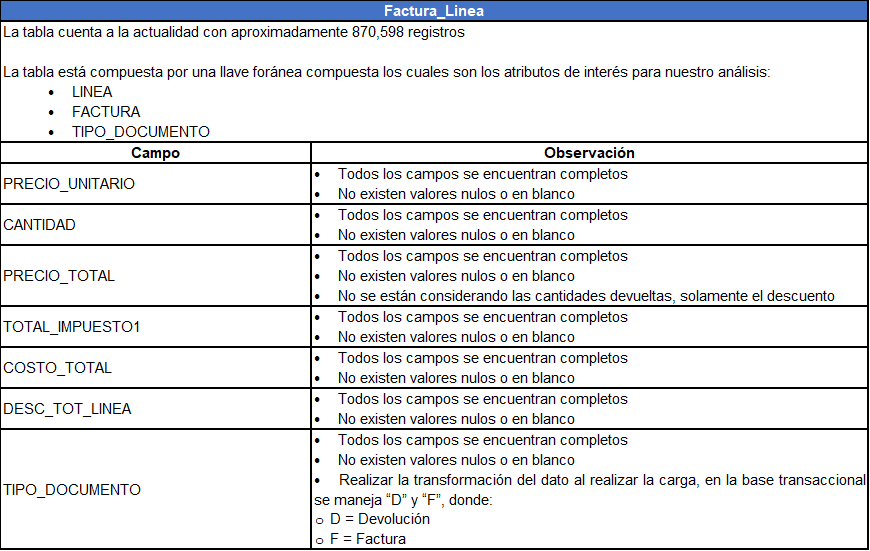 Factura_Linea
La tabla cuenta a la actualidad con aproximadamente 870,598 registros
La tabla está compuesta por una llave foránea compuesta los cuales son los atributos de interés para nuestro análisis:
• LINEA
• FACTURA
• TIPO_DOCUMENTO
Campo Observación
PRECIO_UNITARIO
• Todos los campos se encuentran completos
• No existen valores nulos o en blanco
CANTIDAD
• Todos los campos se encuentran completos
• No existen valores nulos o en blanco
PRECIO_TOTAL
• Todos los campos se encuentran completos
• No existen valores nulos o en blanco
• No se están considerando las cantidades devueltas, solamente el descuento
TOTAL_IMPUESTO1
• Todos los campos se encuentran completos
• No existen valores nulos o en blanco
COSTO_TOTAL
• Todos los campos se encuentran completos
• No existen valores nulos o en blanco
DESC_TOT_LINEA
• Todos los campos se encuentran completos
• No existen valores nulos o en blanco
TIPO_DOCUMENTO
• Todos los campos se encuentran completos
• No existen valores nulos o en blanco
• Realizar la transformación del dato al realizar la carga, en la base transaccional
se maneja “D” y “F”, donde:
o D = Devolución
o F = Factura